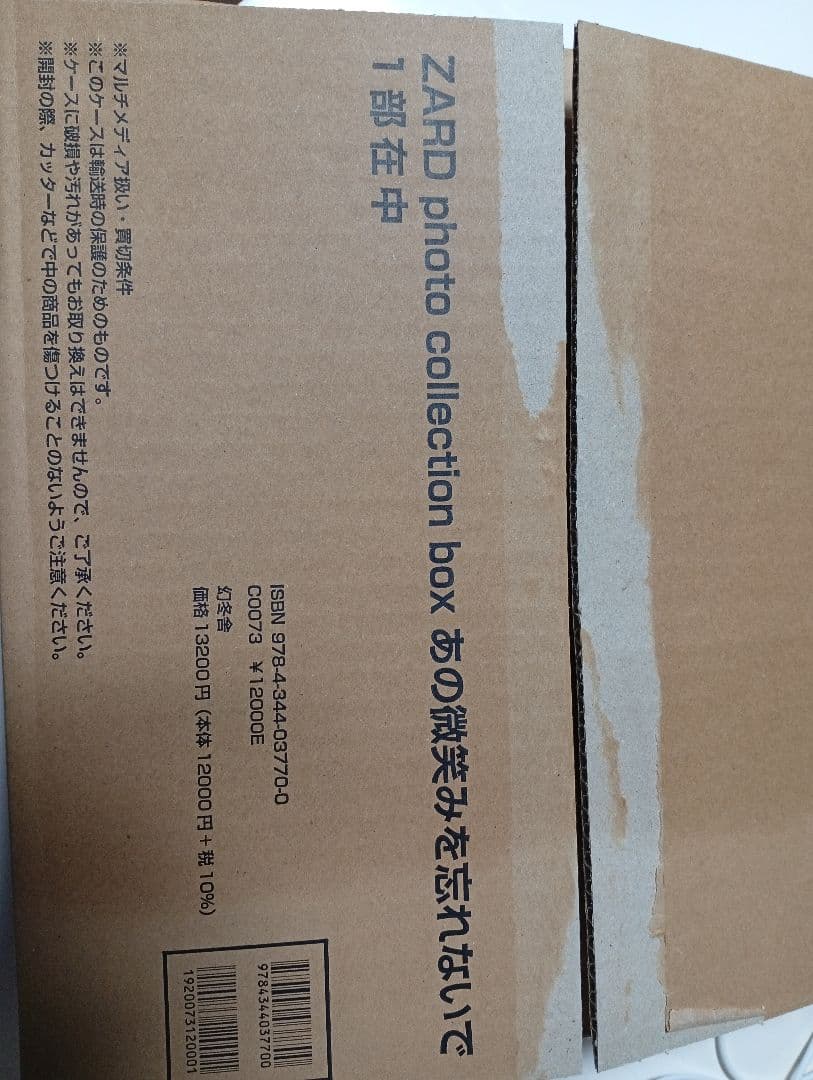 ZARD photo collection box あの微笑みを忘れないで
1部在中
ISBN 978-4-344-03770-0
C0073 ￥12000E
幻冬舎
価格 13200円（本体 12000円+税10%）
9784344037700
1920073120001
※マルチメディア扱い・買切条件
※このケースは輸送時の保護のためのものです。
※ケースに破損や汚れがあってもお取り換えはできませんので、ご了承ください。
※開封の際、カッターなどで中の商品を傷つけることのないようご注意ください。